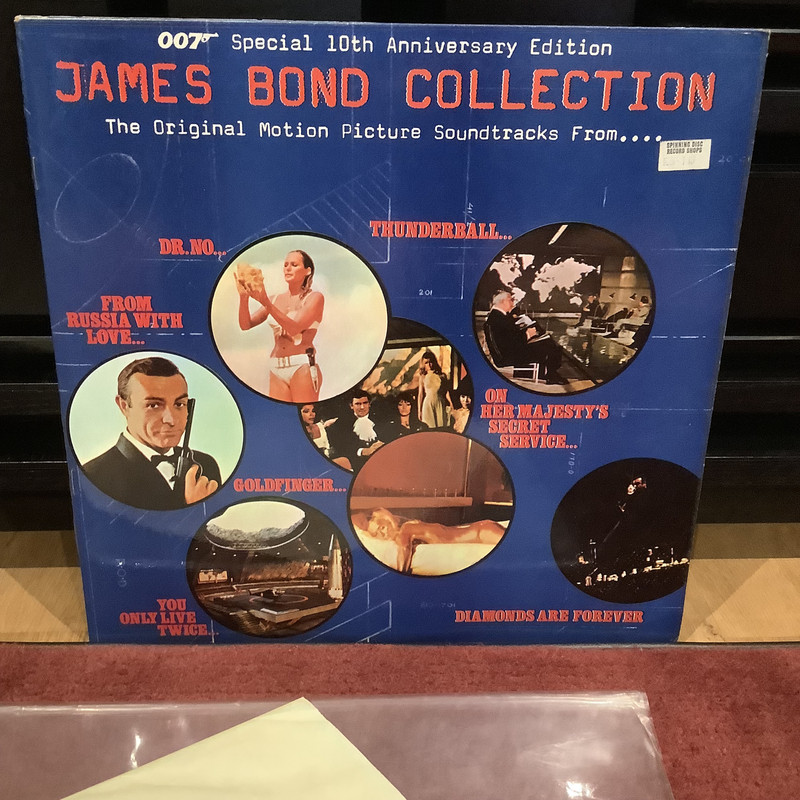 007 Special 10th Anniversary Edition
JAMES BOND COLLECTION
The Original Motion Picture Soundtracks From....
SPINNING DISC
RECORD SHOPS
THUNDERBALL...
DR. NO...
FROM
RUSSIA WITH
LOVE...
201
ON
HER MAJESTY'S
SECRET
SERVICE...
GOLDFINGER...
YOU
ONLY LIVE
TWICE...
DIAMONDS ARE FOREVER